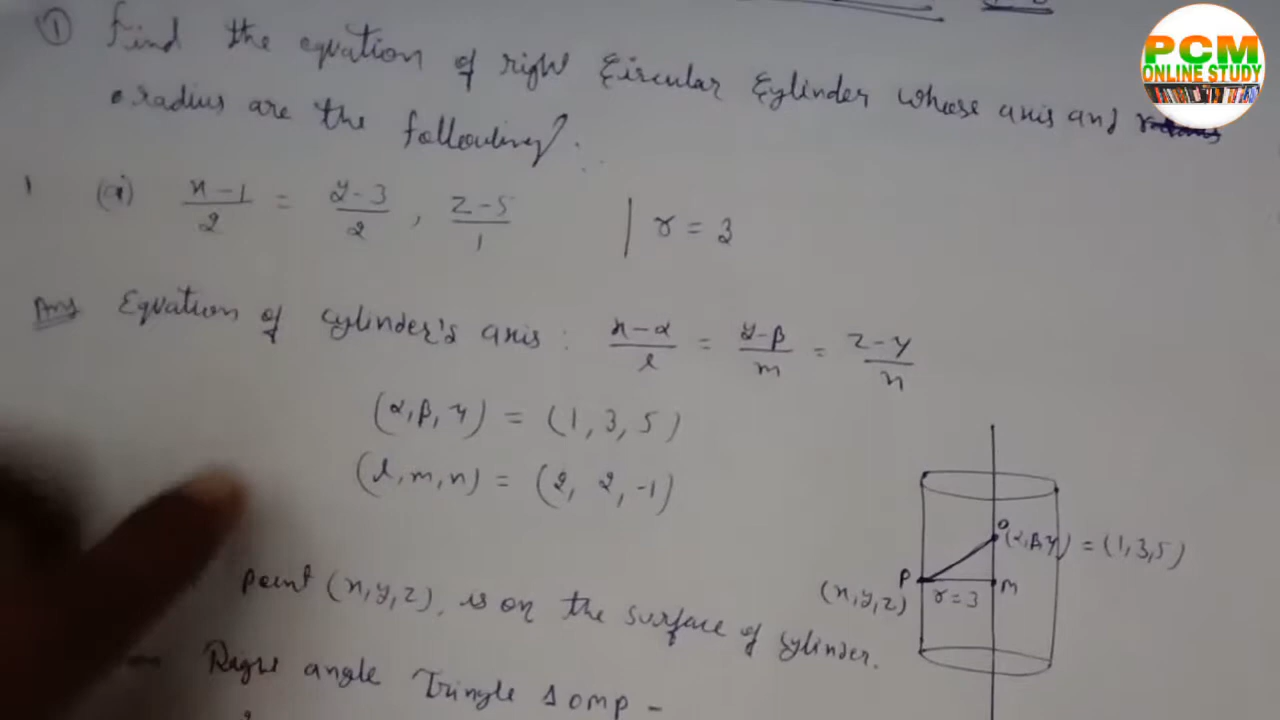 ① Find the equation of right Circular Cylinder whose axis and
radius are the following?
(a) x-1/2 = y-3/2 , z-5/1 | r = 3
Ans Equation of cylinder's axis : x-α/l = y-β/m = z-γ/n
(α, β, γ) = (1, 3, 5)
(l, m, n) = (2, 2, -1)
O
(α,β,γ) = (1,3,5)
P M
(x,y,z) r=3
point (x,y,z), is on the surface of cylinder.
Right angle Tringle Δ OMP -
PCM
ONLINE STUDY